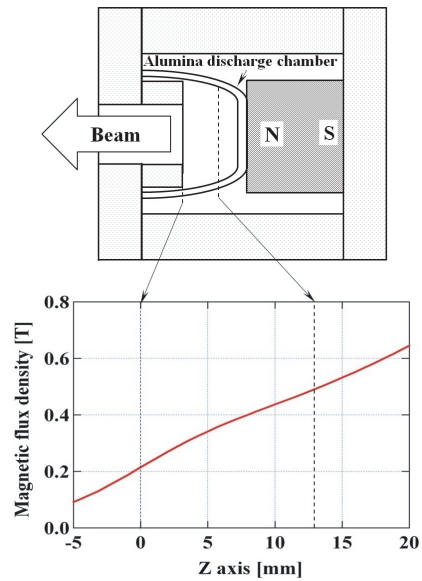 Alumina discharge chamber
Beam
N
S
Magnetic flux density [T]
0.8
0.6
0.4
0.2
0.0
-5
0
5
10
15
20
Z axis [mm]